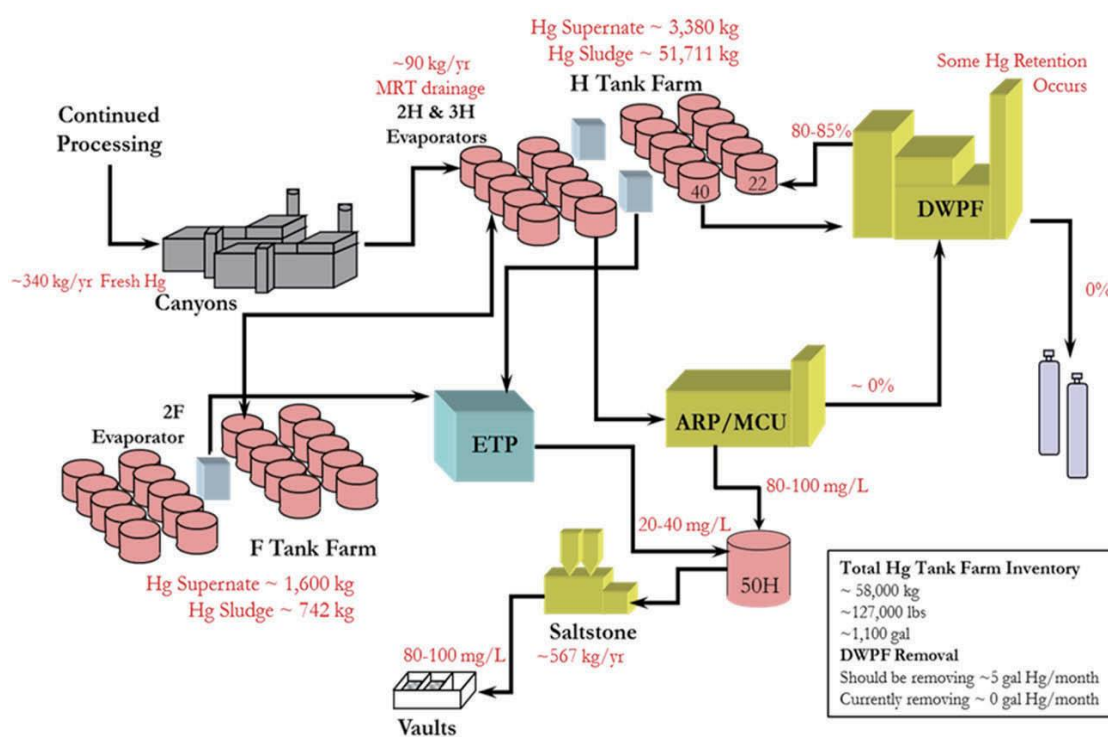 Hg Supernate ~ 3,380 kg
Hg Sludge ~ 51,711 kg
H Tank Farm
~90 kg/yr
MRT drainage
2H & 3H
Evaporators
Some Hg Retention
Occurs
Continued
Processing
80-85%
40
22
DWPF
~340 kg/yr Fresh Hg
Canyons
0%
2F
Evaporator
ETP
ARP/MCU
~ 0%
80-100 mg/L
20-40 mg/L
F Tank Farm
Hg Supernate ~ 1,600 kg
Hg Sludge ~ 742 kg
50H
Saltstone
~567 kg/yr
80-100 mg/L
Vaults
Total Hg Tank Farm Inventory
~ 58,000 kg
~127,000 lbs
~1,100 gal
DWPF Removal
Should be removing ~5 gal Hg/month
Currently removing ~ 0 gal Hg/month